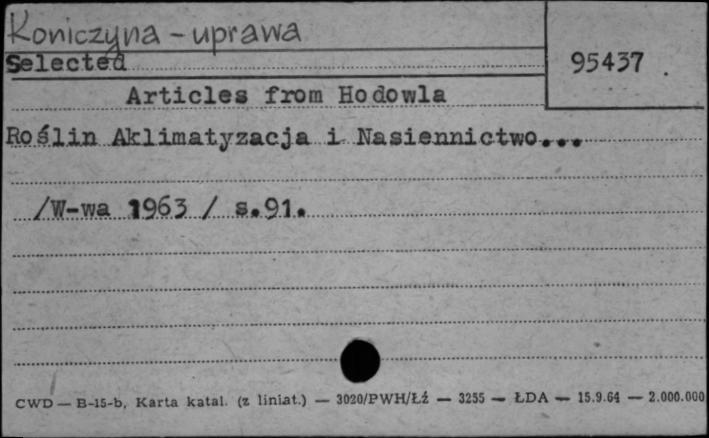 Koniczyna - uprawa
Selected
95437
Articles from Hodowla
Roślin Aklimatyzacja i Nasiennictwo...
/W-wa 1963 / s.91.
CWD — B-15-b, Karta katal. (z liniat.) — 3020/PWH/Łź — 3255 — ŁDA — 15.9.64 — 2.000.000